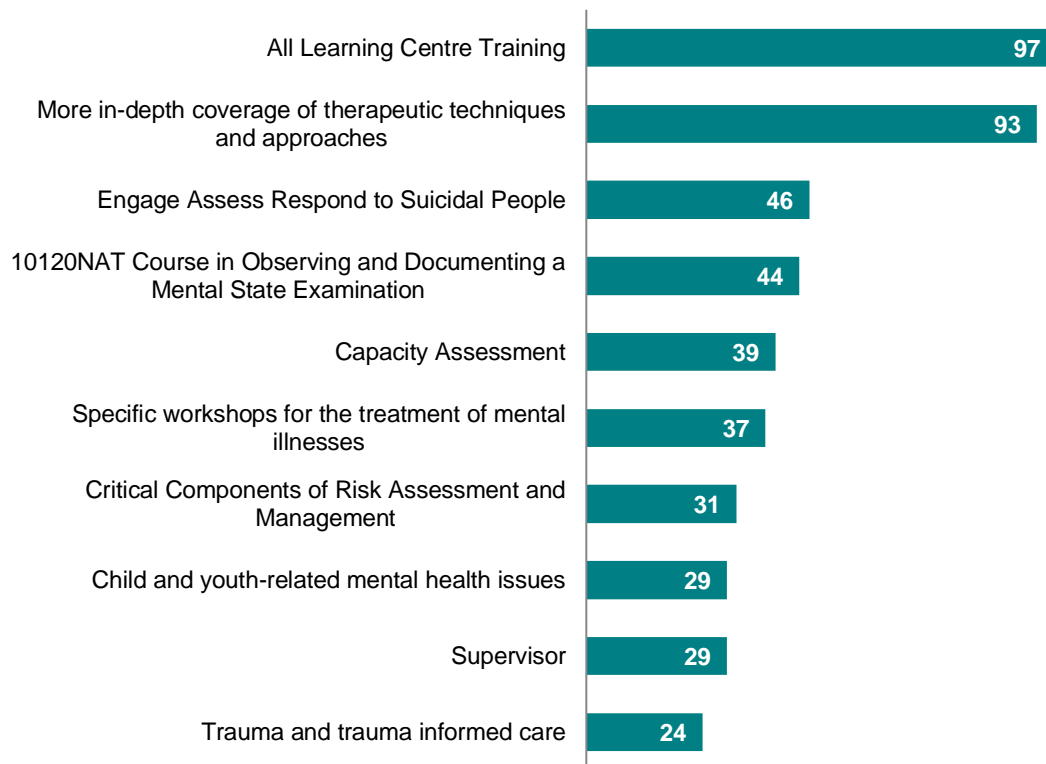 All Learning Centre Training
97
More in-depth coverage of therapeutic techniques
and approaches
93
Engage Assess Respond to Suicidal People
46
10120NAT Course in Observing and Documenting a
Mental State Examination
44
Capacity Assessment
39
Specific workshops for the treatment of mental
illnesses
37
Critical Components of Risk Assessment and
Management
31
Child and youth-related mental health issues
29
Supervisor
29
Trauma and trauma informed care
24